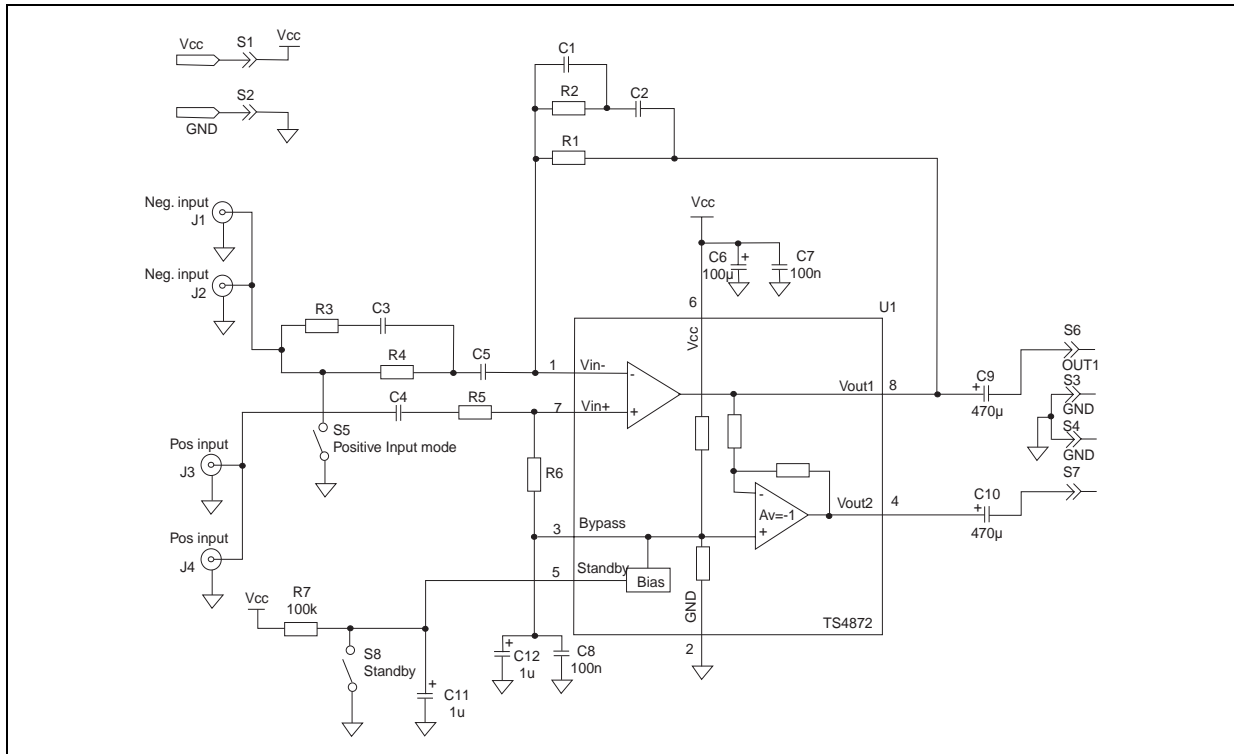 Vcc
S1
Vcc
S2
GND
C1
R2
C2
R1
Neg. input
J1
Vcc
Neg. input
J2
C6
+
100µ
C7
100n
R3
C3
6
U1
Vcc
R4
C5
1
Vin-
-
S6
OUT1
C4
R5
7
Vin+
+
Vout1
8
C9
+
470µ
S3
GND
S4
GND
S5
Positive Input mode
Pos input
J3
R6
S7
-
Av=-1
+
Vout2
4
C10
+
470µ
3
Bypass
Pos input
J4
5
Standby
Bias
GND
Vcc
R7
100k
TS4872
2
S8
Standby
+
C11
1u
+
C12
1u
C8
100n